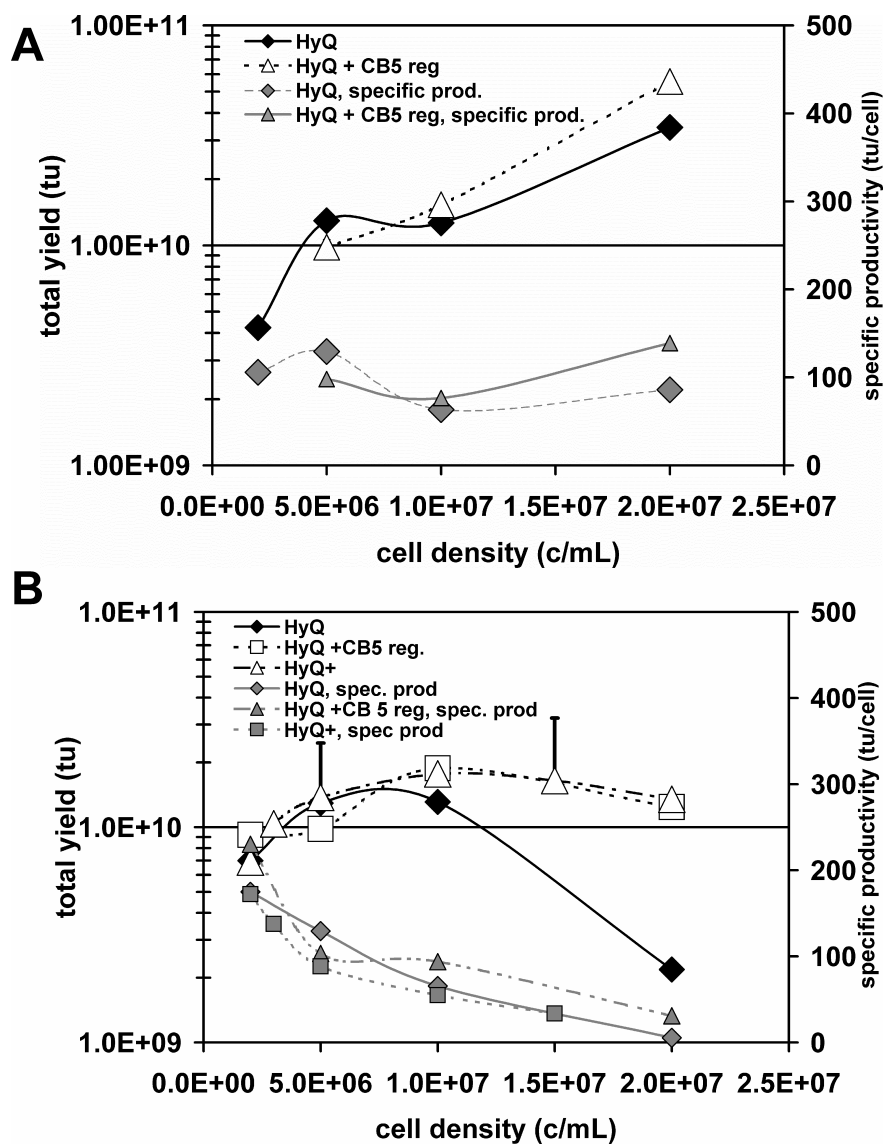 A
1.00E+11
1.00E+10
1.00E+09
total yield (tu)
HyQ
HyQ + CB5 reg
HyQ, specific prod.
HyQ + CB5 reg, specific prod.
500
400
300
200
100
0
specific productivity (tu/cell)
0.0E+00 5.0E+06 1.0E+07 1.5E+07 2.0E+07 2.5E+07
cell density (c/mL)
B
1.0E+11
1.0E+10
1.0E+09
total yield (tu)
HyQ
HyQ +CB5 reg.
HyQ+
HyQ, spec. prod
HyQ +CB 5 reg, spec. prod
HyQ+, spec prod
500
400
300
200
100
0
specific productivity (tu/cell)
0.0E+00 5.0E+06 1.0E+07 1.5E+07 2.0E+07 2.5E+07
cell density (c/mL)